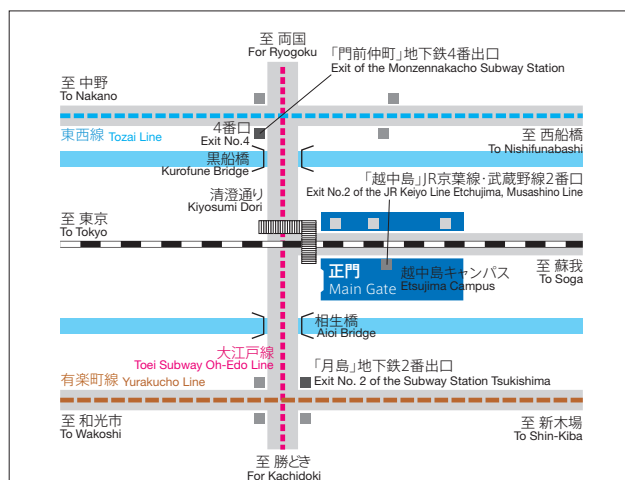 至 両国
For Ryogoku
「門前仲町」地下鉄4番出口
Exit of the Monzennakacho Subway Station
至 中野
To Nakano
東西線 Tozai Line
4番口
Exit No.4
至 西船橋
To Nishifunabashi
黒船橋
Kurofune Bridge
「越中島」JR京葉線・武蔵野線2番口
Exit No.2 of the JR Keiyo Line Etchujima, Musashino Line
清澄通り
Kiyosumi Dori
至 東京
To Tokyo
正門
Main Gate
越中島キャンパス
Etsujima Campus
至 蘇我
To Soga
相生橋
Aioi Bridge
大江戸線
Toei Subway Oh-Edo Line
「月島」地下鉄2番出口
Exit No. 2 of the Subway Station Tsukishima
有楽町線 Yurakucho Line
至 和光市
To Wakoshi
至 新木場
To Shin-Kiba
至 勝どき
For Kachidoki